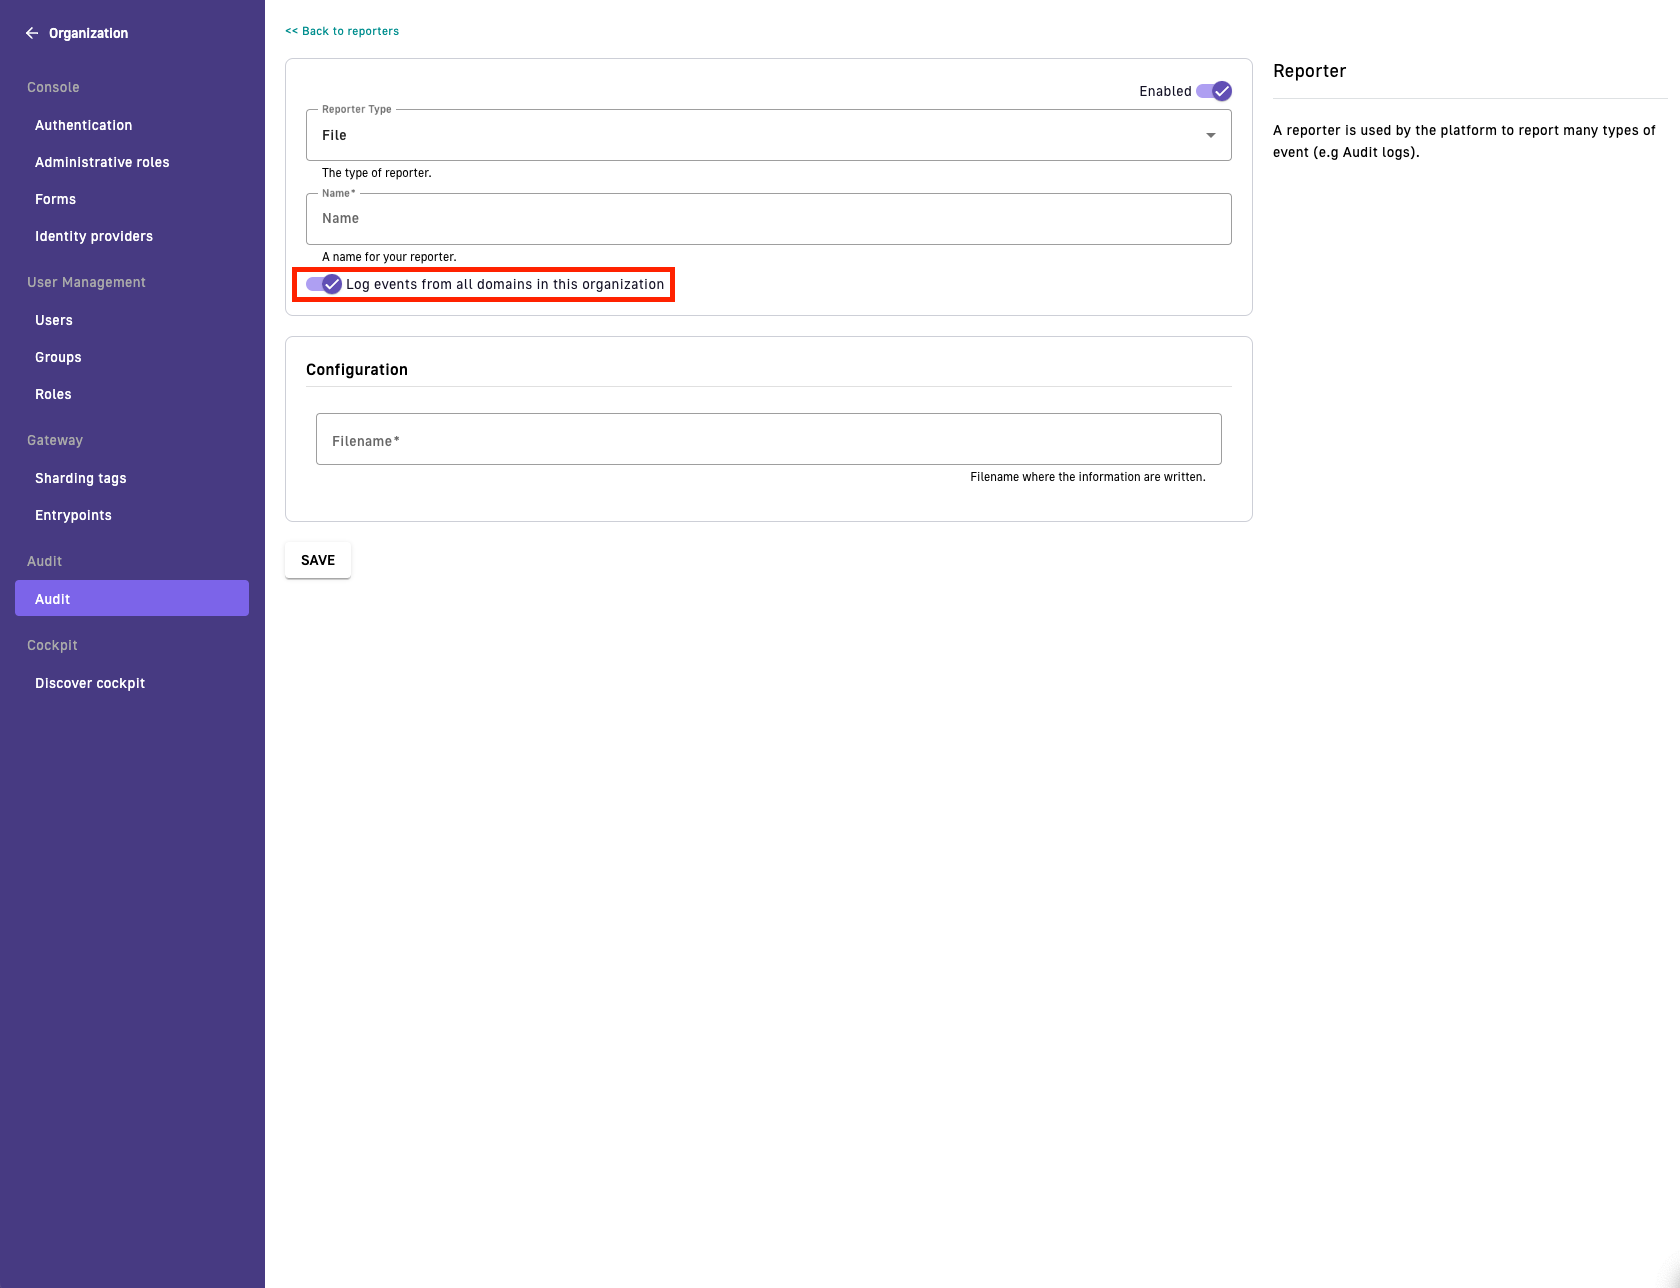 Organization
Console
Authentication
Administrative roles
Forms
Identity providers
User Management
Users
Groups
Roles
Gateway
Sharding tags
Entrypoints
Audit
Audit
Cockpit
Discover cockpit
<< Back to reporters
Enabled
Reporter Type
File
The type of reporter.
Name*
Name
A name for your reporter.
Log events from all domains in this organization
Configuration
Filename*
Filename where the information are written.
SAVE
Reporter
A reporter is used by the platform to report many types of
event (e.g Audit logs).